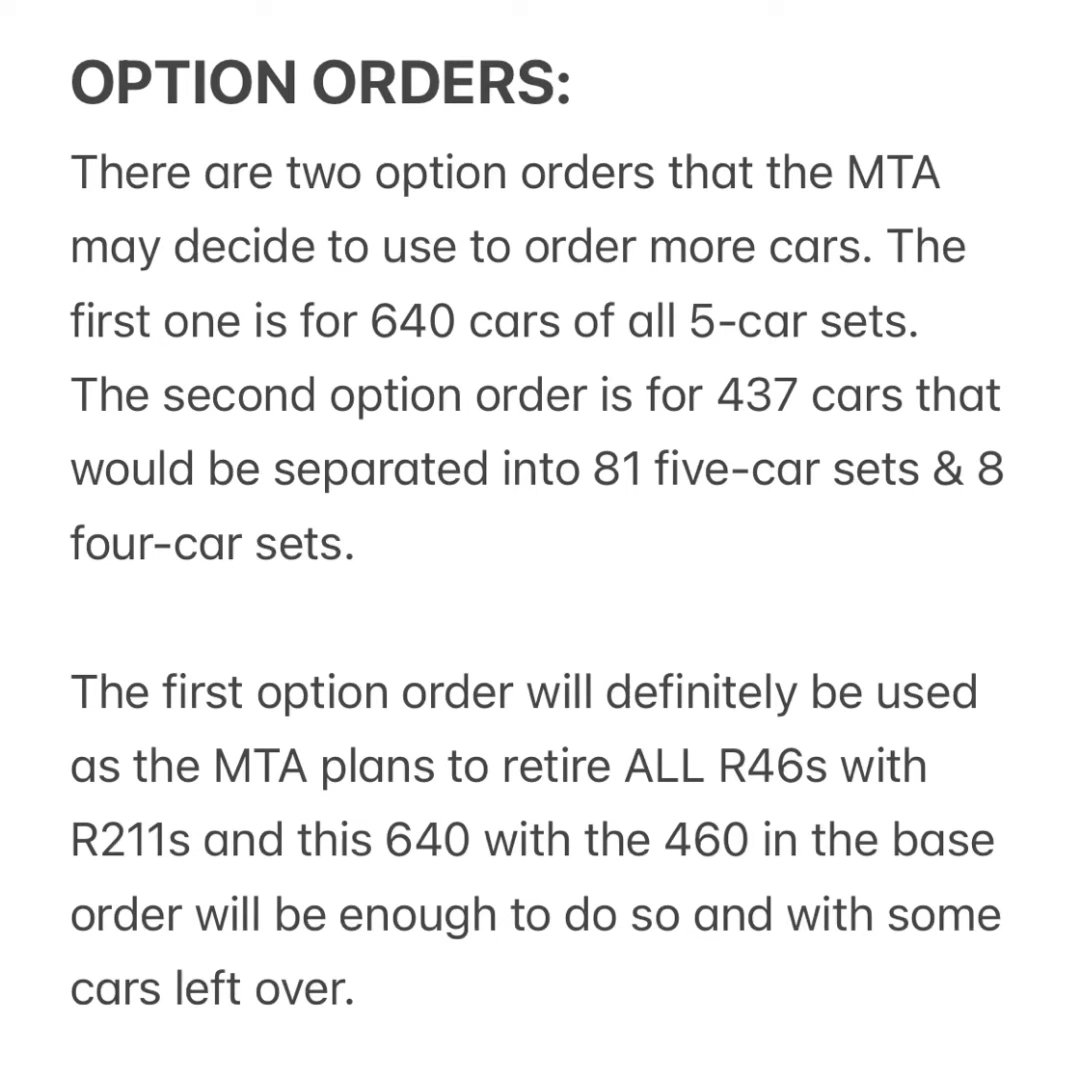 OPTION ORDERS:
There are two option orders that the MTA
may decide to use to order more cars. The
first one is for 640 cars of all 5-car sets.
The second option order is for 437 cars that
would be separated into 81 five-car sets & 8
four-car sets.
The first option order will definitely be used
as the MTA plans to retire ALL R46s with
R211s and this 640 with the 460 in the base
order will be enough to do so and with some
cars left over.